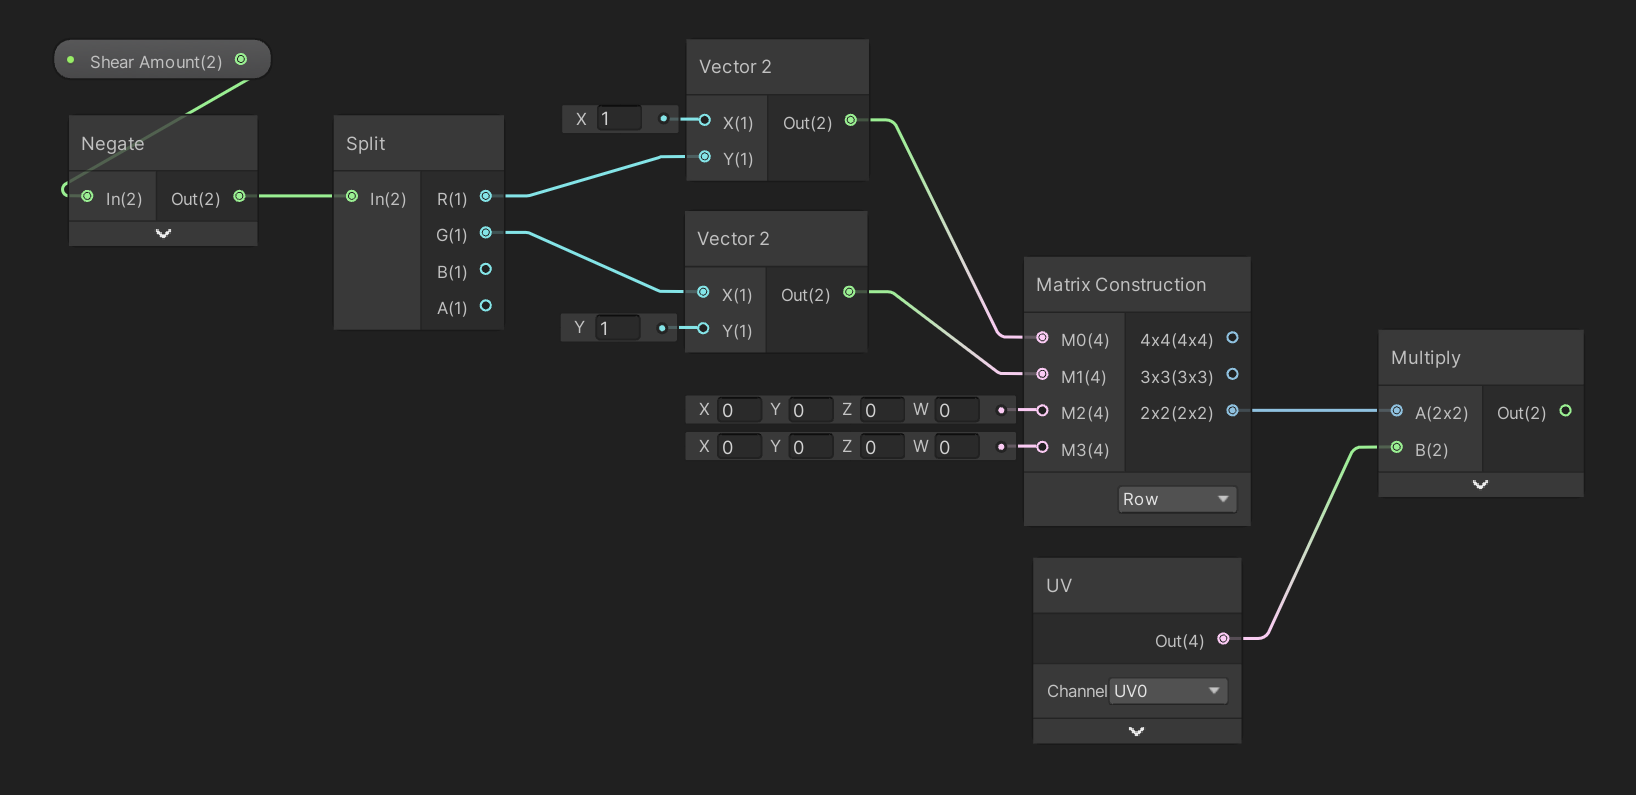 Shear Amount(2)
Negate
In(2) Out(2)
Split
In(2) R(1)
G(1)
B(1)
A(1)
X 1
Vector 2
X(1) Out(2)
Y(1)
Vector 2
X(1) Out(2)
Y 1 Y(1)
Matrix Construction
M0(4) 4x4(4x4)
M1(4) 3x3(3x3)
X 0 Y 0 Z 0 W 0 M2(4) 2x2(2x2)
X 0 Y 0 Z 0 W 0 M3(4)
Row
Multiply
A(2x2) Out(2)
B(2)
UV
Out(4)
Channel UV0